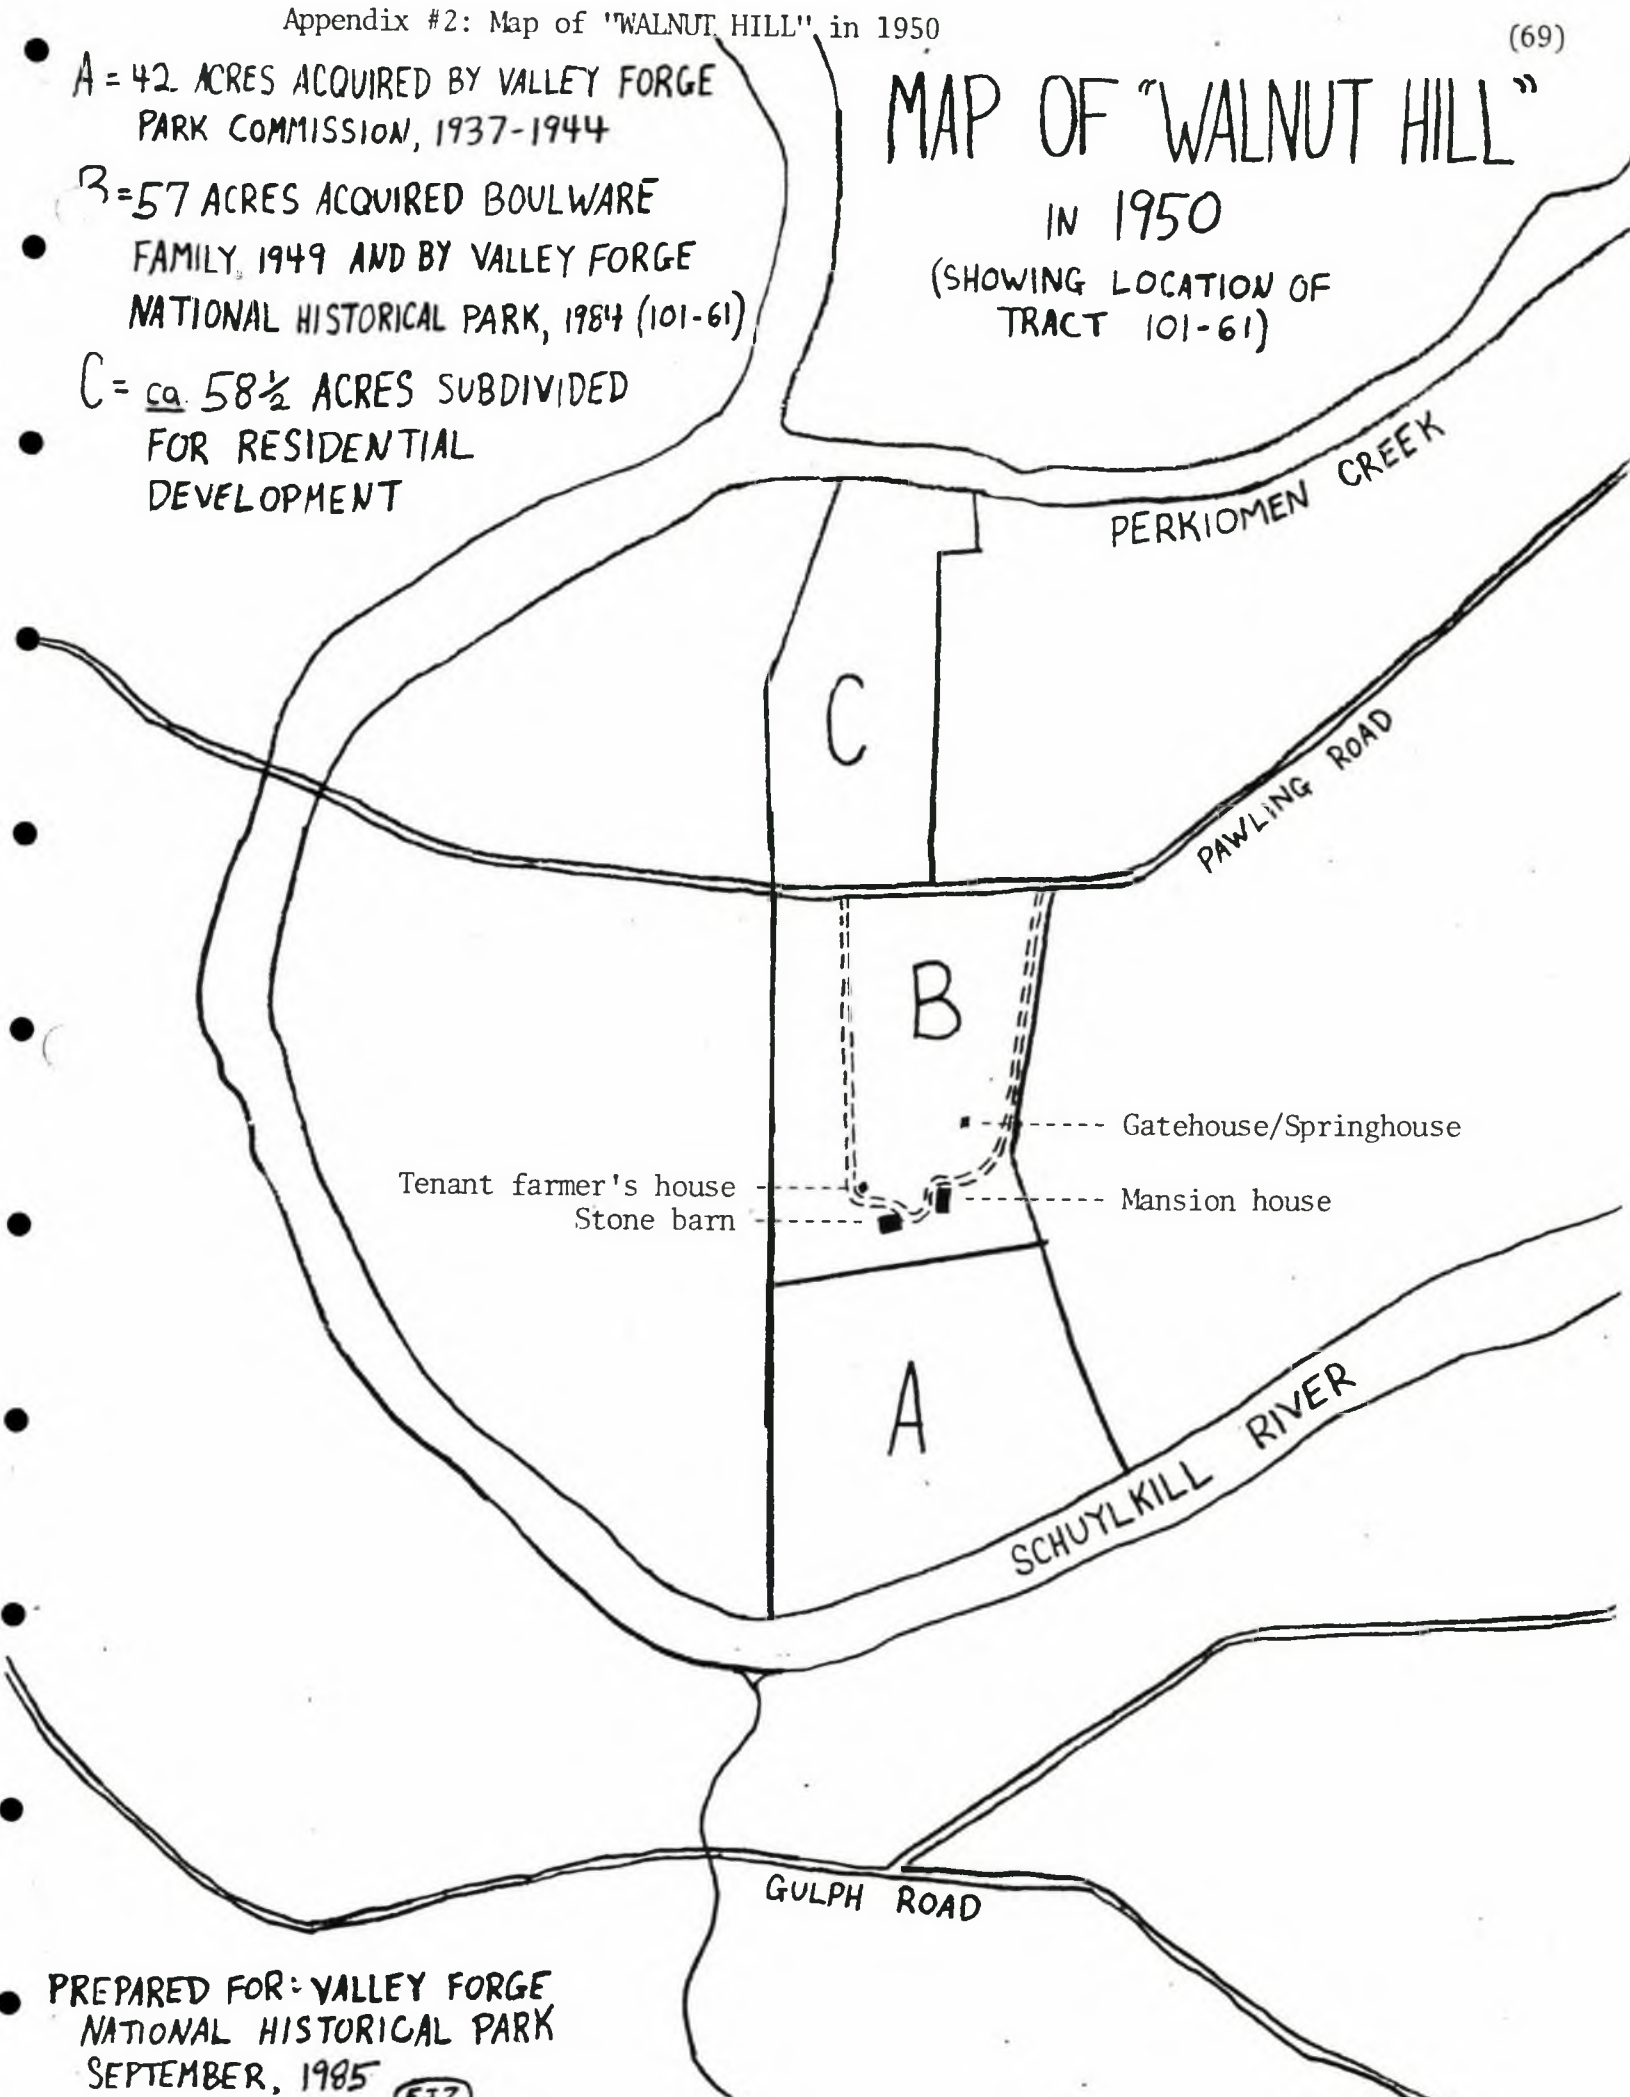 Appendix #2: Map of "WALNUT HILL" in 1950
(69)
A = 42 ACRES ACQUIRED BY VALLEY FORGE
PARK COMMISSION, 1937-1944
B = 57 ACRES ACQUIRED BOULWARE
FAMILY, 1949 AND BY VALLEY FORGE
NATIONAL HISTORICAL PARK, 1984 (101-61)
C = ca. 58½ ACRES SUBDIVIDED
FOR RESIDENTIAL
DEVELOPMENT
MAP OF "WALNUT HILL"
IN 1950
(SHOWING LOCATION OF
TRACT 101-61)
PERKIOMEN CREEK
C
PAWLING ROAD
B
Gatehouse/Springhouse
Tenant farmer's house
Mansion house
Stone barn
A
SCHUYLKILL RIVER
GULPH ROAD
PREPARED FOR: VALLEY FORGE
NATIONAL HISTORICAL PARK
SEPTEMBER, 1985